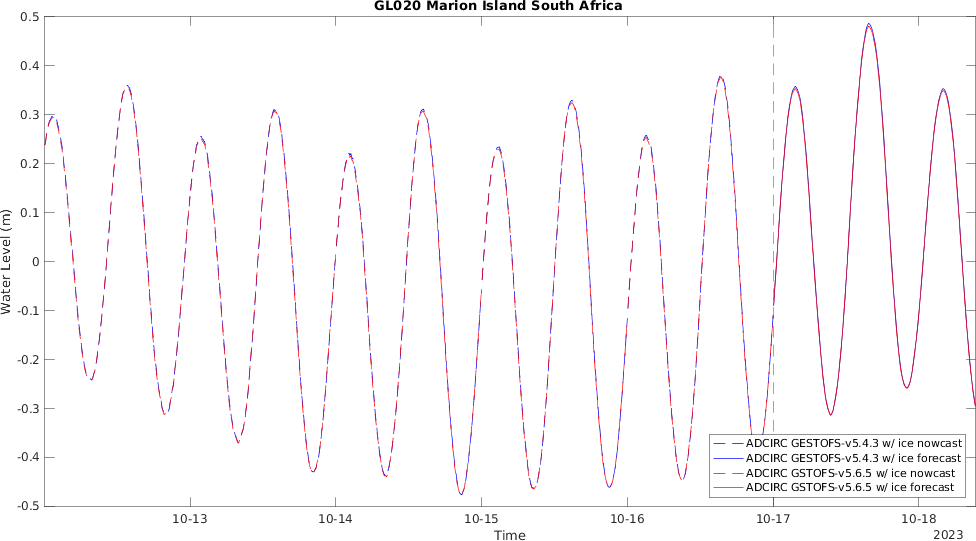 GL020 Marion Island South Africa
0.5
0.4
0.3
0.2
0.1
0
-0.1
-0.2
-0.3
-0.4
-0.5
Water Level (m)
ADCIRC GESTOFS-v5.4.3 w/ ice nowcast
ADCIRC GESTOFS-v5.4.3 w/ ice forecast
ADCIRC GSTOFS-v5.6.5 w/ ice nowcast
ADCIRC GSTOFS-v5.6.5 w/ ice forecast
10-13 10-14 10-15 10-16 10-17 10-18
Time
2023